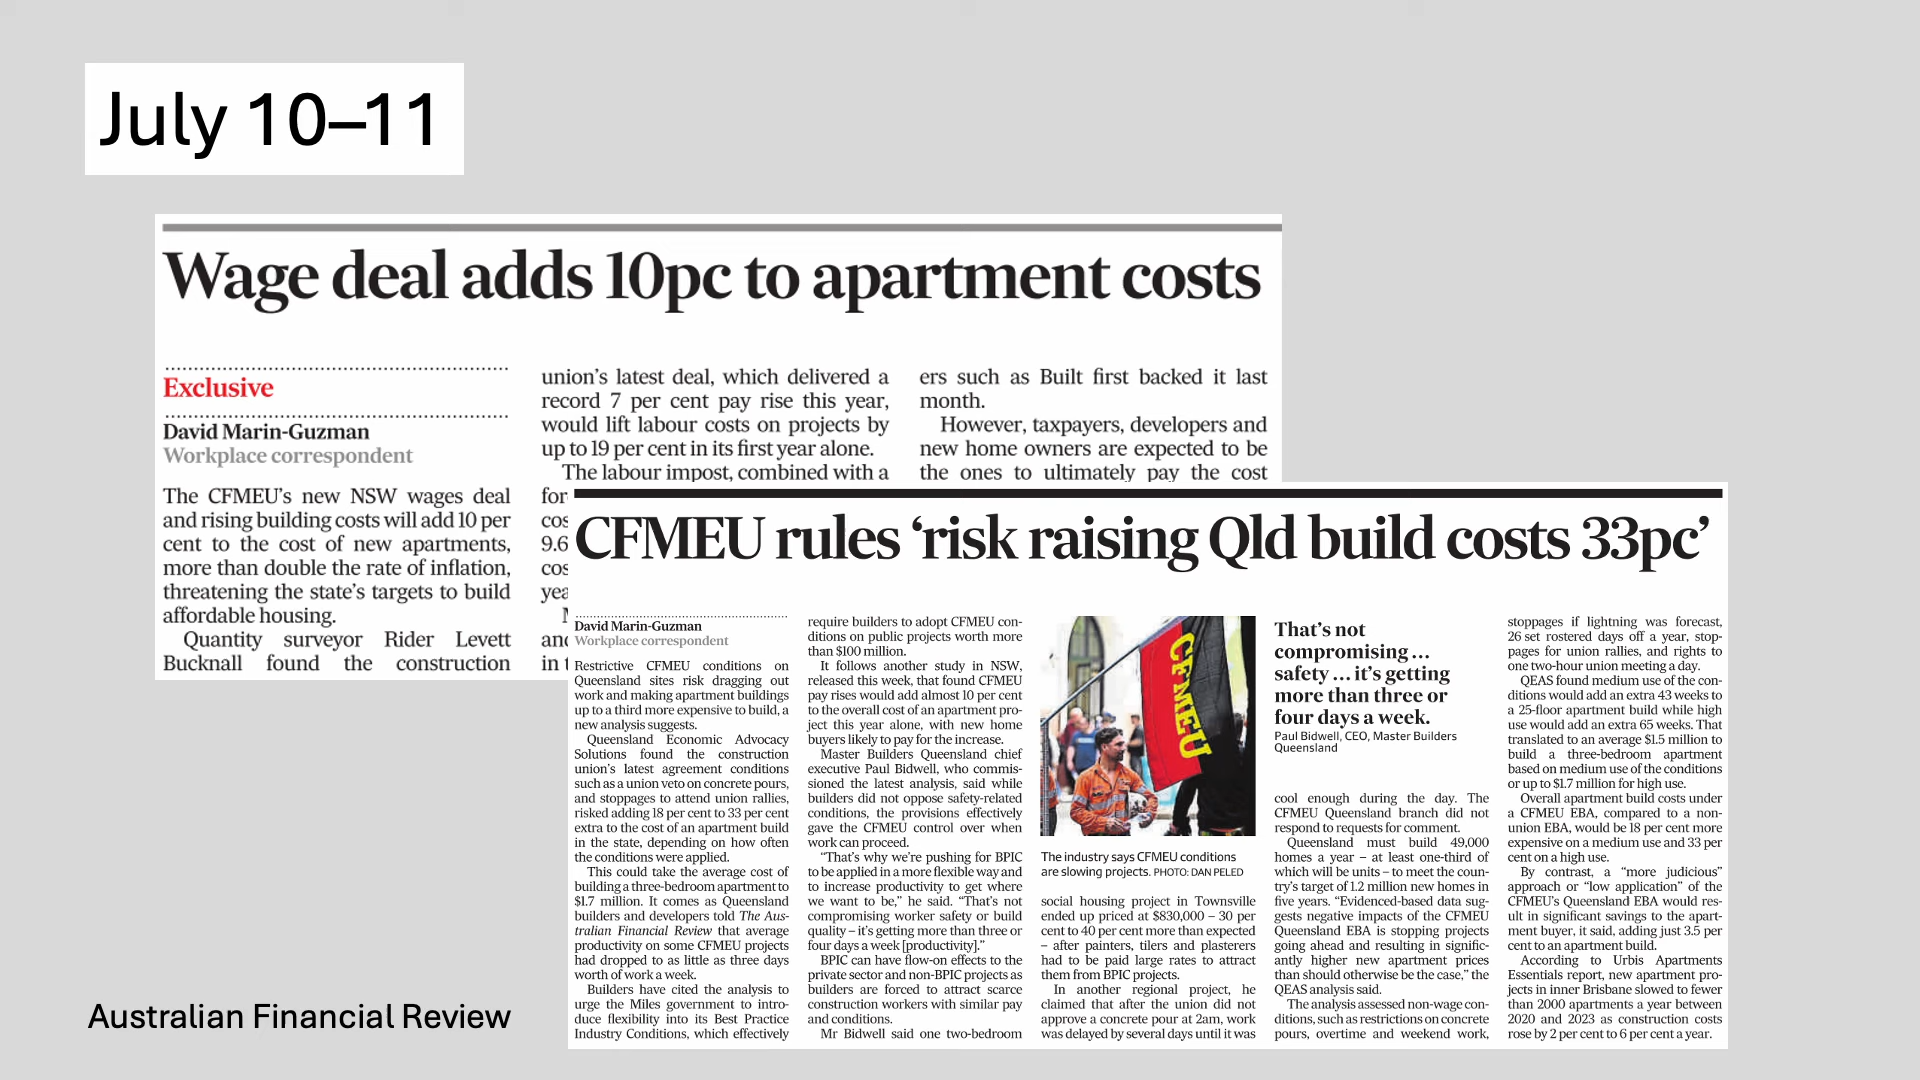 July 10–11
Wage deal adds 10pc to apartment costs
Exclusive
David Marin-Guzman
Workplace correspondent
The CFMEU's new NSW wages deal
and rising building costs will add 10 per
cent to the cost of new apartments,
more than double the rate of inflation,
threatening the state's targets to build
affordable housing.
Quantity surveyor Rider Levett
Bucknall found the construction
union's latest deal, which delivered a
record 7 per cent pay rise this year,
would lift labour costs on projects by
up to 19 per cent in its first year alone.
The labour impost, combined with a
9.6
ers such as Built first backed it last
month.
However, taxpayers, developers and
new home owners are expected to be
the ones to ultimately pay the cost
CFMEU rules ‘risk raising Qld build costs 33pc’
David Marin-Guzman
Workplace correspondent
Restrictive CFMEU conditions on
Queensland sites risk dragging out
work and making apartment buildings
up to a third more expensive to build, a
new analysis suggests.
Queensland Economic Advocacy
Solutions found the construction
union's latest agreement conditions
such as a union veto on concrete pours,
and stoppages to attend union rallies,
risked adding 18 per cent to 33 per cent
extra to the cost of an apartment build
in the state, depending on how often
the conditions were applied.
This could take the average cost of
building a three-bedroom apartment to
$1.7 million. It comes as Queensland
builders and developers told The Aus-
tralian Financial Review that average
productivity on some CFMEU projects
had dropped to as little as three days
worth of work a week.
Builders have cited the analysis to
urge the Miles government to intro-
duce flexibility into its Best Practice
Industry Conditions, which effectively
require builders to adopt CFMEU con-
ditions on public projects worth more
than $100 million.
It follows another study in NSW,
released this week, that found CFMEU
pay rises would add almost 10 per cent
to the overall cost of an apartment pro-
ject this year alone, with new home
buyers likely to pay for the increase.
Master Builders Queensland chief
executive Paul Bidwell, who commis-
sioned the latest analysis, said while
builders did not oppose safety-related
conditions, the provisions effectively
gave the CFMEU control over when
work can proceed.
“That's why we're pushing for BPIC
to be applied in a more flexible way and
to increase productivity to get where
we want to be,” he said. “That's not
compromising worker safety or build
quality – it's getting more than three or
four days a week [productivity].”
BPIC can have flow-on effects to the
private sector and non-BPIC projects as
builders are forced to attract scarce
construction workers with similar pay
and conditions.
Mr Bidwell said one two-bedroom
CFMEU
The industry says CFMEU conditions
are slowing projects. PHOTO: DAN PELED
social housing project in Townsville
ended up priced at $830,000 – 30 per
cent to 40 per cent more than expected
– after painters, tilers and plasterers
had to be paid large rates to attract
them from BPIC projects.
In another regional project, he
claimed that after the union did not
approve a concrete pour at 2am, work
was delayed by several days until it was
That's not
compromising ...
safety ... it's getting
more than three or
four days a week.
Paul Bidwell, CEO, Master Builders
Queensland
cool enough during the day. The
CFMEU Queensland branch did not
respond to requests for comment.
Queensland must build 49,000
homes a year – at least one-third of
which will be units – to meet the coun-
try's target of 1.2 million new homes in
five years. “Evidenced-based data sug-
gests negative impacts of the CFMEU
Queensland EBA is stopping projects
going ahead and resulting in signific-
antly higher new apartment prices
than should otherwise be the case,” the
QEAS analysis said.
The analysis assessed non-wage con-
ditions, such as restrictions on concrete
pours, overtime and weekend work,
stoppages if lightning was forecast,
26 set rostered days off a year, stop-
pages for union rallies, and rights to
one two-hour union meeting a day.
QEAS found medium use of the con-
ditions would add an extra 43 weeks to
a 25-floor apartment build while high
use would add an extra 65 weeks. That
translated to an average $1.5 million to
build a three-bedroom apartment
based on medium use of the conditions
or up to $1.7 million for high use.
Overall apartment build costs under
a CFMEU EBA, compared to a non-
union EBA, would be 18 per cent more
expensive on a medium use and 33 per
cent on a high use.
By contrast, a “more judicious”
approach or “low application” of the
CFMEU's Queensland EBA would res-
ult in significant savings to the apart-
ment buyer, it said, adding just 3.5 per
cent to an apartment build.
According to Urbis Apartments
Essentials report, new apartment pro-
jects in inner Brisbane slowed to fewer
than 2000 apartments a year between
2020 and 2023 as construction costs
rose by 2 per cent to 6 per cent a year.
Australian Financial Review